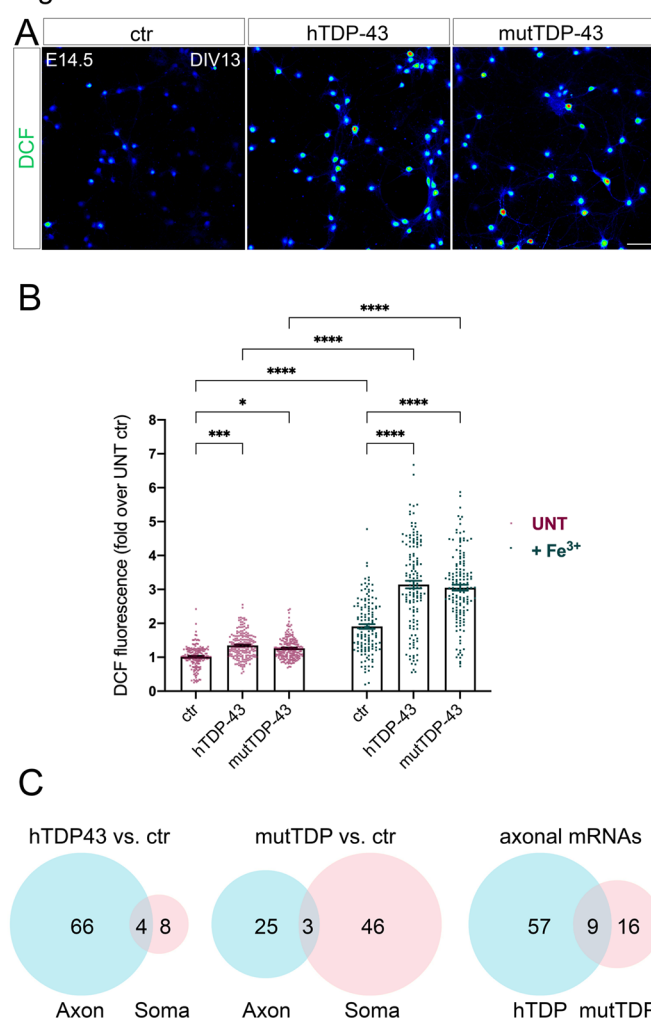 A
ctr
hTDP-43
mutTDP-43
E14.5
DIV13
DCF
B
****
****
****
*
****
***
****
DCF fluorescence (fold over UNT ctr)
8
7
6
5
4
3
2
1
0
UNT
+ Fe³⁺
ctr
hTDP-43
mutTDP-43
ctr
hTDP-43
mutTDP-43
C
hTDP43 vs. ctr
mutTDP vs. ctr
axonal mRNAs
66
4
8
25
3
46
57
9
16
Axon
Soma
Axon
Soma
hTDP
mutTDP